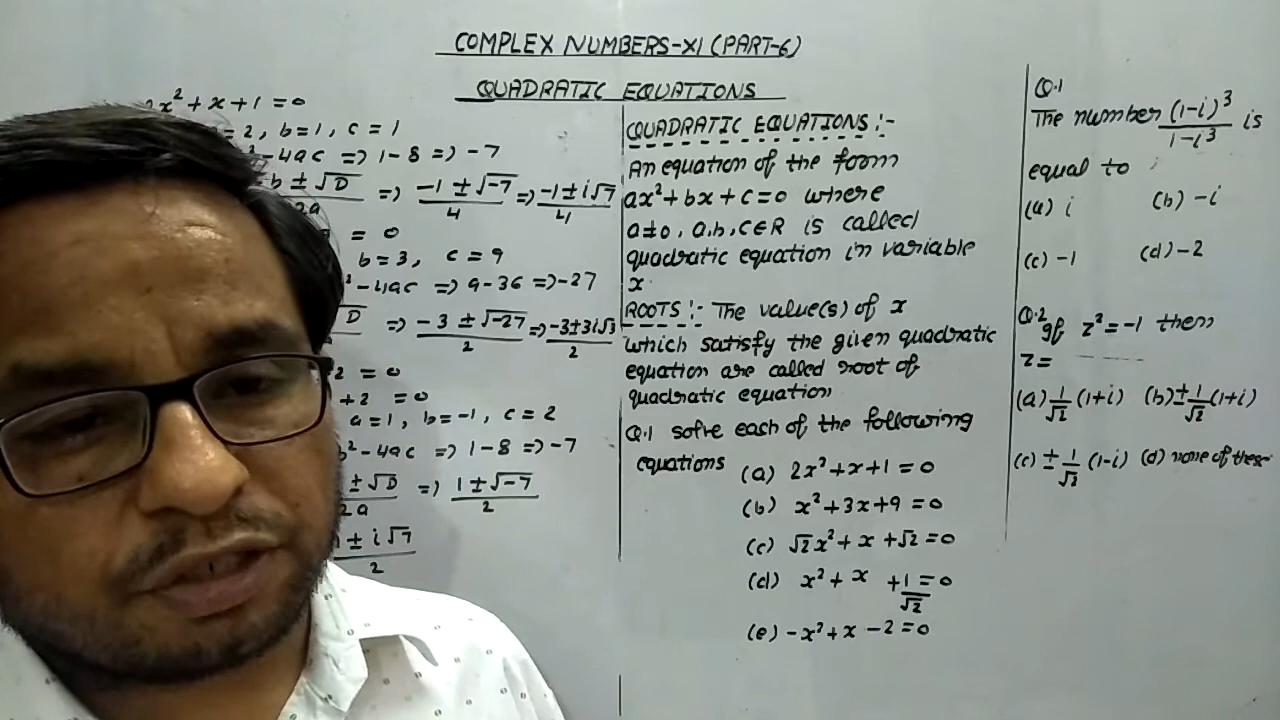 COMPLEX NUMBERS-XI (PART-6)
QUADRATIC EQUATIONS
2x² + x + 1 = 0
= 2, b = 1, c = 1
² - 4ac => 1 - 8 => -7
-b ± √D / 2a => -1 ± √-7 / 4 => -1 ± i√7 / 4
= 0
b = 3, c = 9
² - 4ac => 9 - 36 => -27
D => -3 ± √-27 / 2 => -3 ± 3i√3 / 2
2 = 0
+ 2 = 0
a = 1, b = -1, c = 2
b² - 4ac => 1 - 8 => -7
± √D / 2a => 1 ± √-7 / 2
± i√7 / 2
QUADRATIC EQUATIONS :-
An equation of the form
ax² + bx + c = 0 where
a ≠ 0, a, b, c ∈ R is called
quadratic equation in variable
x.
ROOTS :- The value(s) of x
which satisfy the given quadratic
equation are called root of
quadratic equation
Q.1 solve each of the following
equations (a) 2x² + x + 1 = 0
(b) x² + 3x + 9 = 0
(c) √2x² + x + √2 = 0
(d) x² + x + 1/√2 = 0
(e) -x² + x - 2 = 0
Q.1
The number (1-i)³ / 1-i³ is
equal to
(a) i (b) -i
(c) -1 (d) -2
Q.2 If z² = -1 then
z =
(a) 1/√2 (1+i) (b) ± 1/√2 (1+i)
(c) ± 1/√2 (1-i) (d) none of these